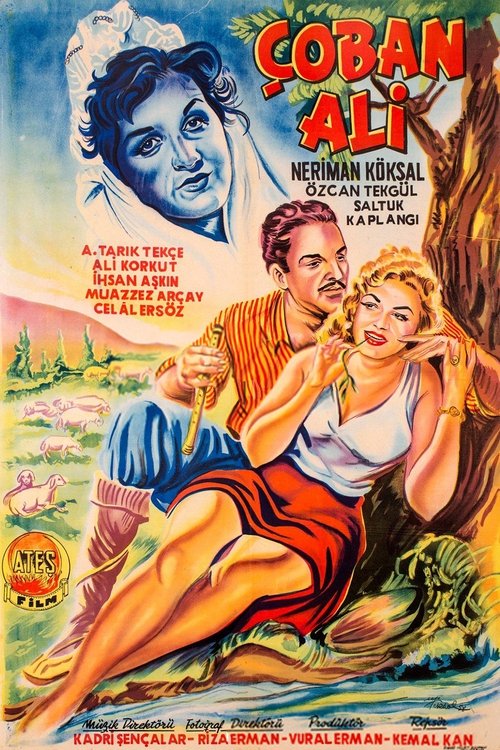 ÇOBAN
ALİ
NERİMAN KÖKSAL
ÖZCAN TEKGÜL
SALTUK
KAPLANGI
A. TARIK TEKÇE
ALİ KORKUT
İHSAN AŞKIN
MUAZZEZ ARÇAY
CELÂL ERSÖZ
ATEŞ
FİLM
Müzik Direktörü Fotoğraf Direktörü Prodüktör Rejisör
KADRİ ŞENÇALAR - RIZA ERMAN - VURAL ERMAN - KEMAL KAN